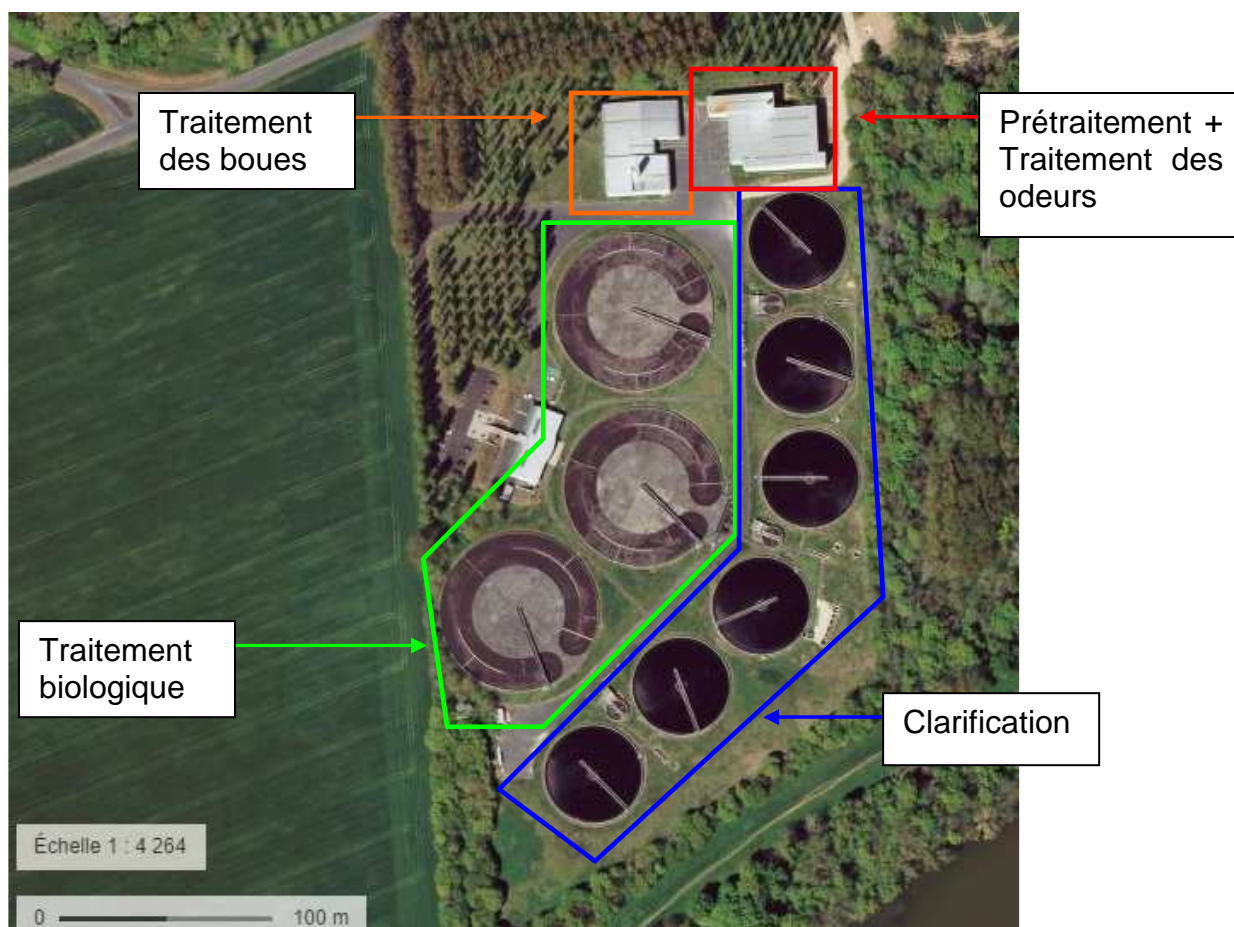 Traitement
des boues
Prétraitement +
Traitement des
odeurs
Traitement
biologique
Clarification
Échelle 1 : 4 264
0 100 m